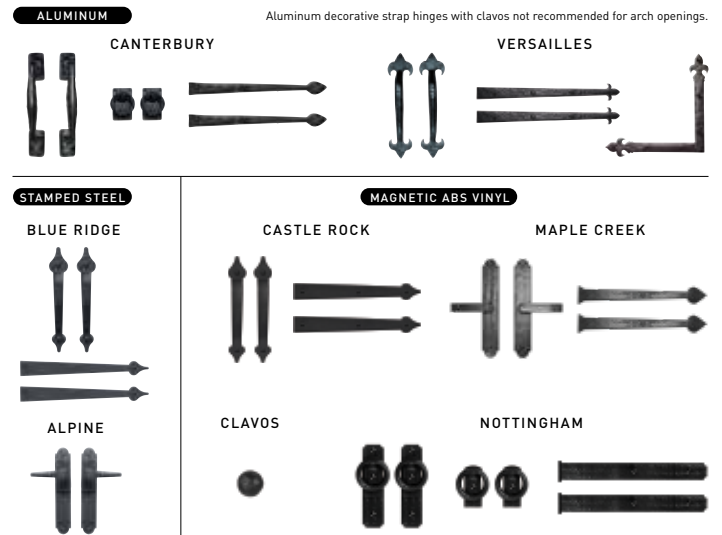 ALUMINUM
Aluminum decorative strap hinges with clavos not recommended for arch openings.
CANTERBURY
VERSAILLES
STAMPED STEEL
BLUE RIDGE
ALPINE
MAGNETIC ABS VINYL
CASTLE ROCK
MAPLE CREEK
CLAVOS
NOTTINGHAM